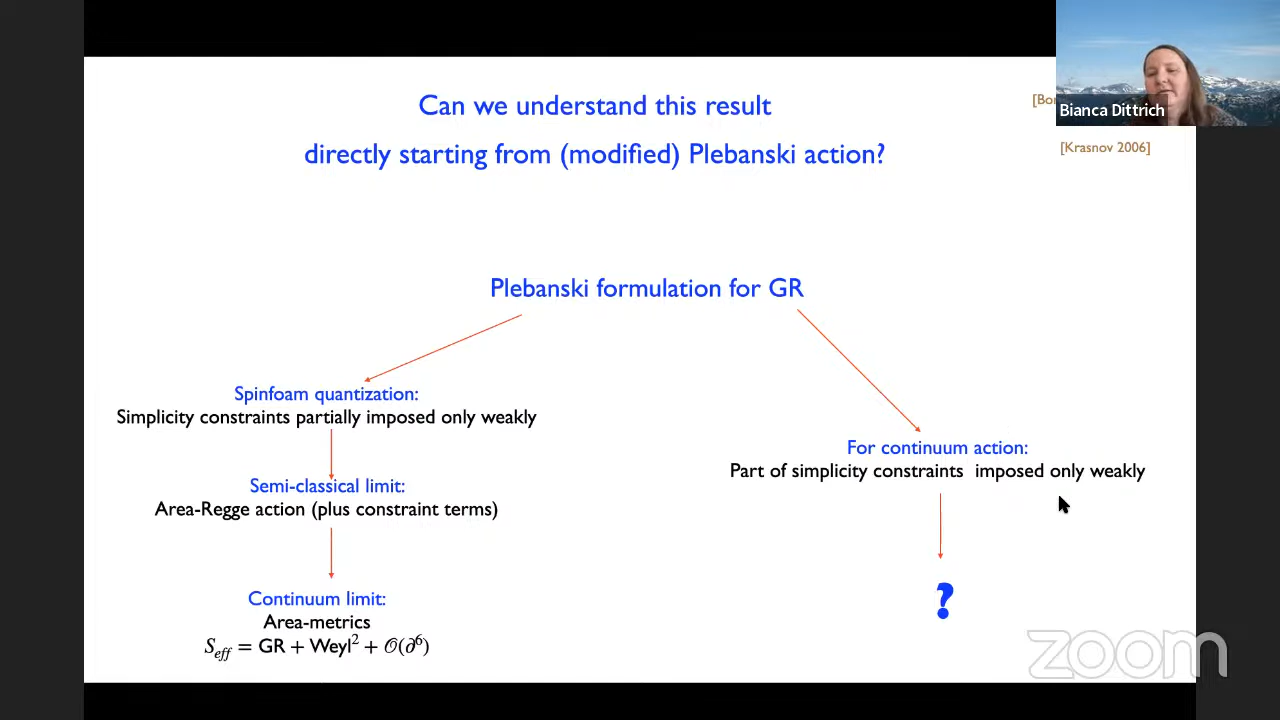 Can we understand this result
directly starting from (modified) Plebanski action?
Bianca Dittrich
[Krasnov 2006]
Plebanski formulation for GR
Spinfoam quantization:
Simplicity constraints partially imposed only weakly
Semi-classical limit:
Area-Regge action (plus constraint terms)
Continuum limit:
Area-metrics
S_eff = GR + Weyl² + 𝒪(∂⁶)
For continuum action:
Part of simplicity constraints imposed only weakly
?
zoom